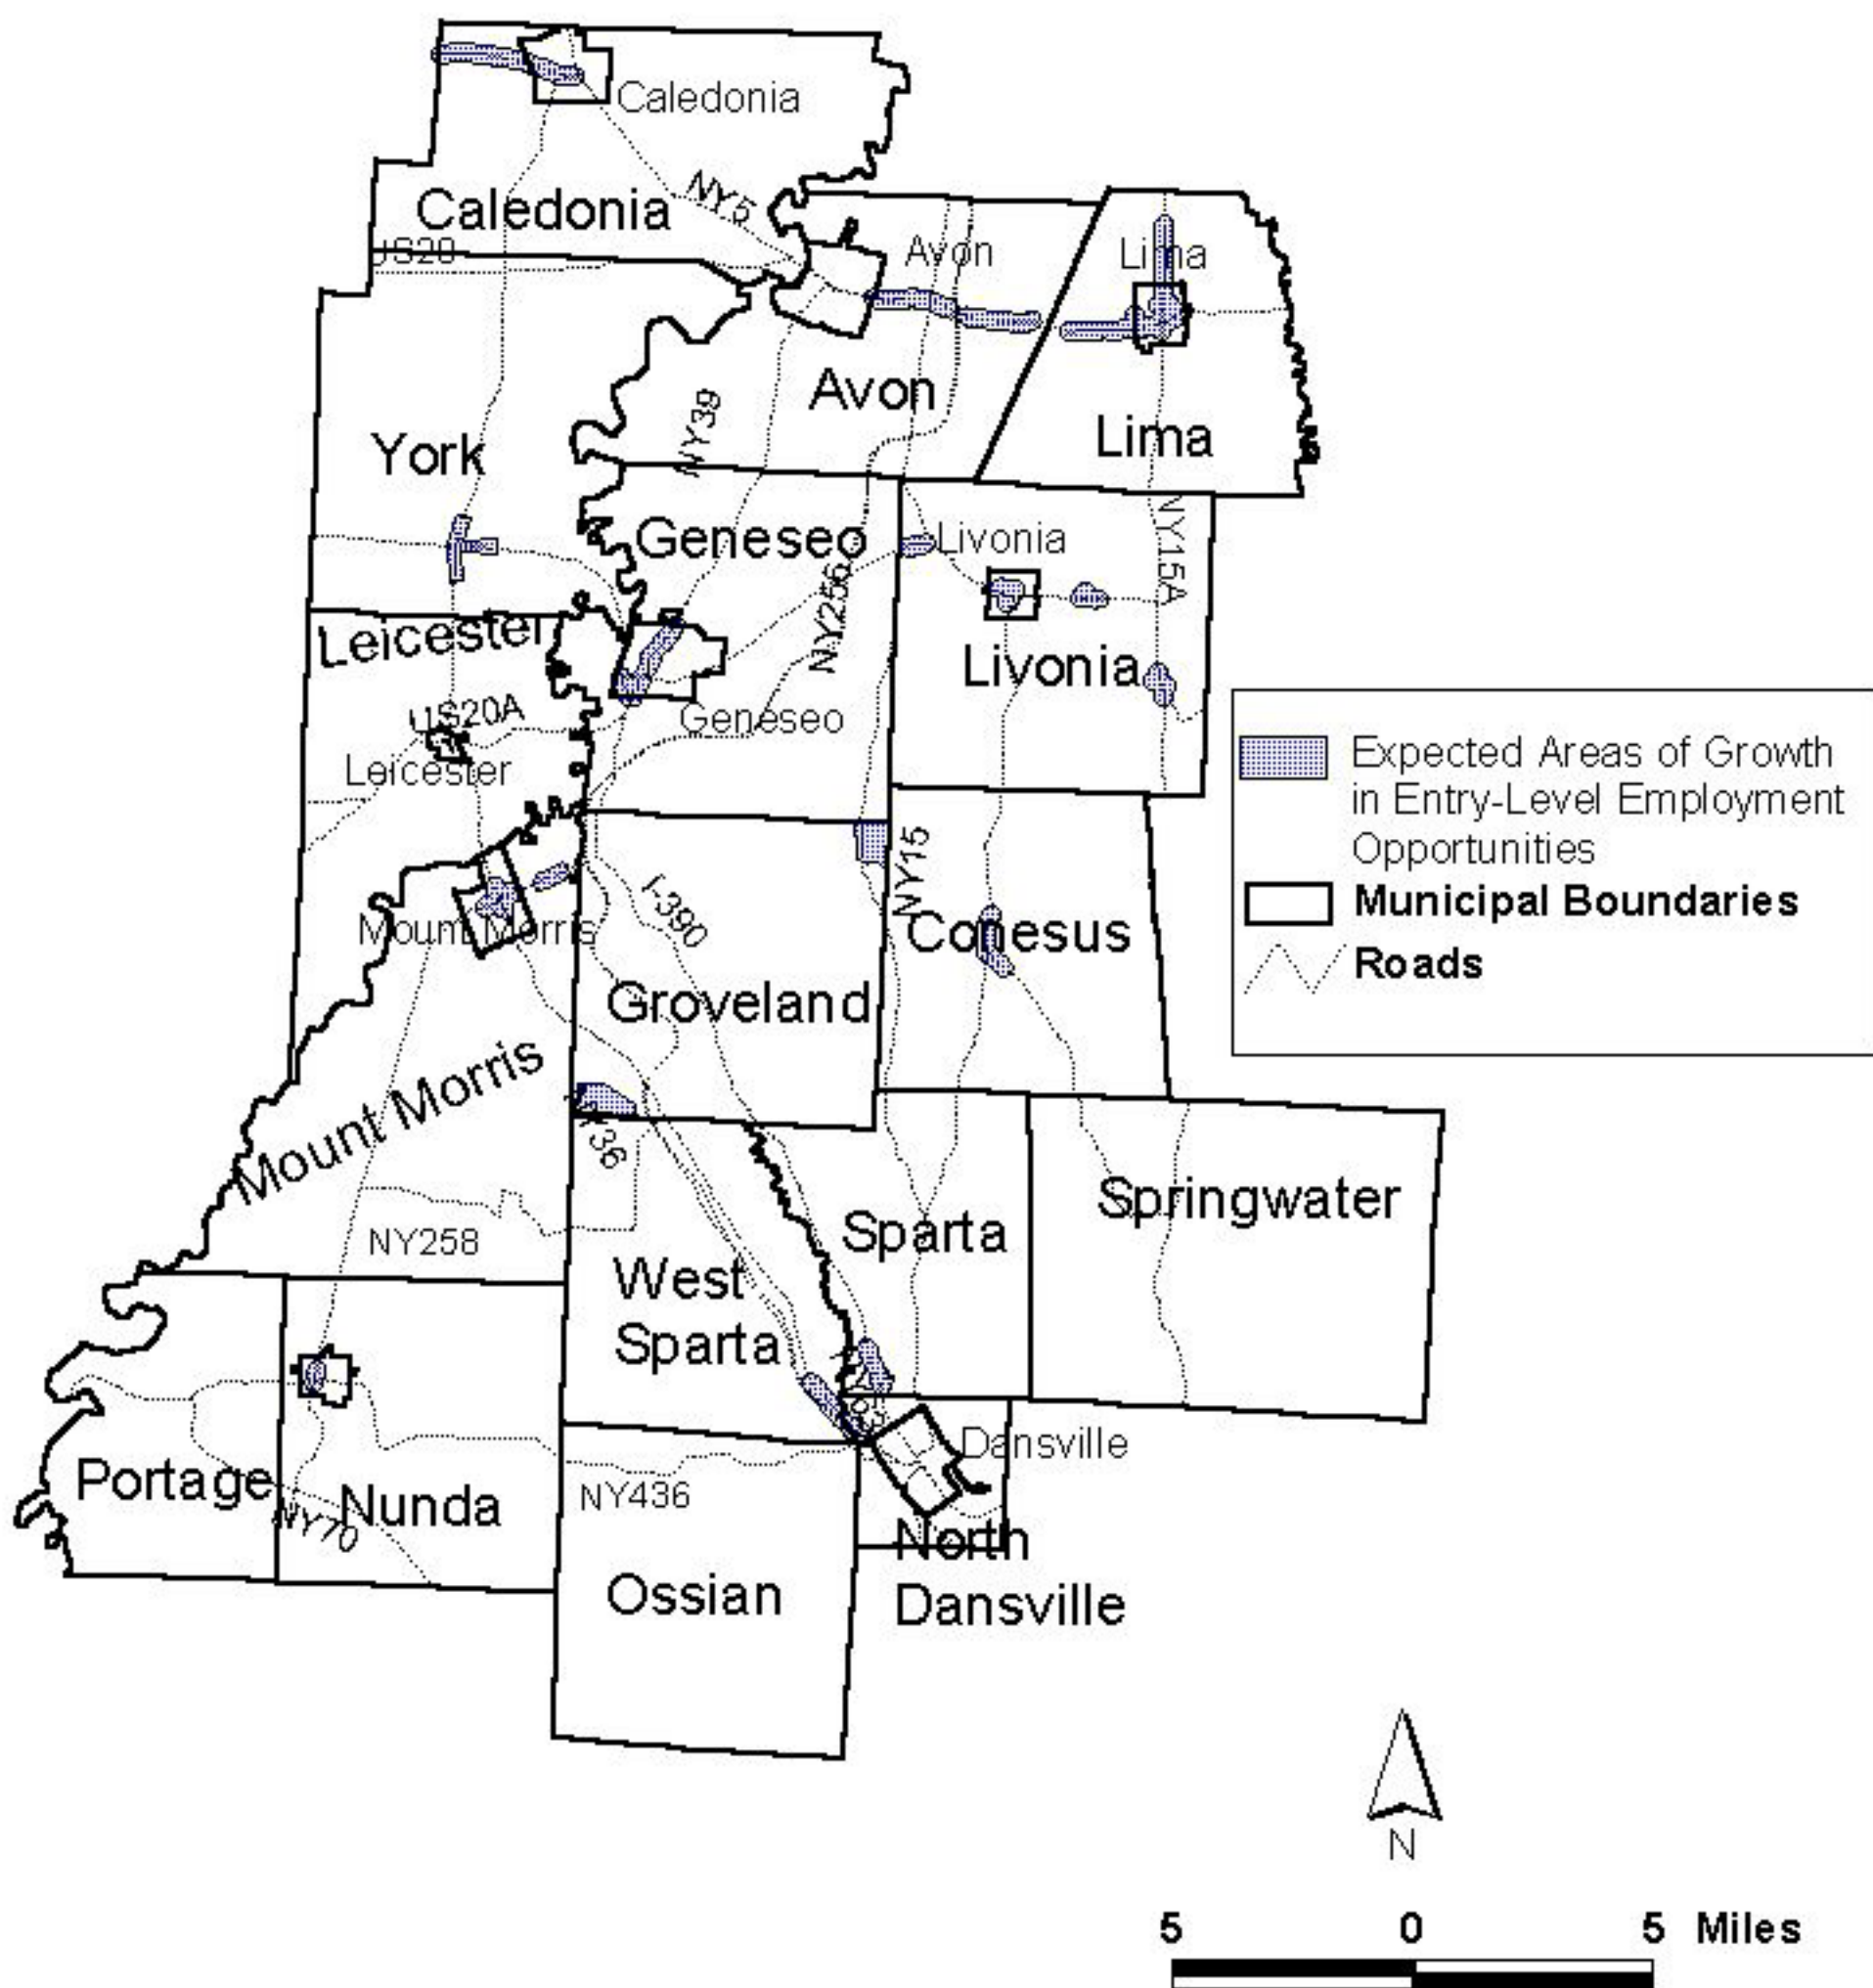 Caledonia
Caledonia
NY5
US20
Avon
Lima
Avon
Lima
NY39
York
Geneseo
Livonia
NY15A
NY256
Leicester
Livonia
US20A
Geneseo
Leicester
Expected Areas of Growth
in Entry-Level Employment
Opportunities
Municipal Boundaries
Roads
NY15
I-390
Mount Morris
Conesus
Groveland
Mount Morris
Springwater
Sparta
NY258
West
Sparta
Dansville
Portage
Nunda
NY436
NY70
North
Dansville
Ossian
N
5 0 5 Miles